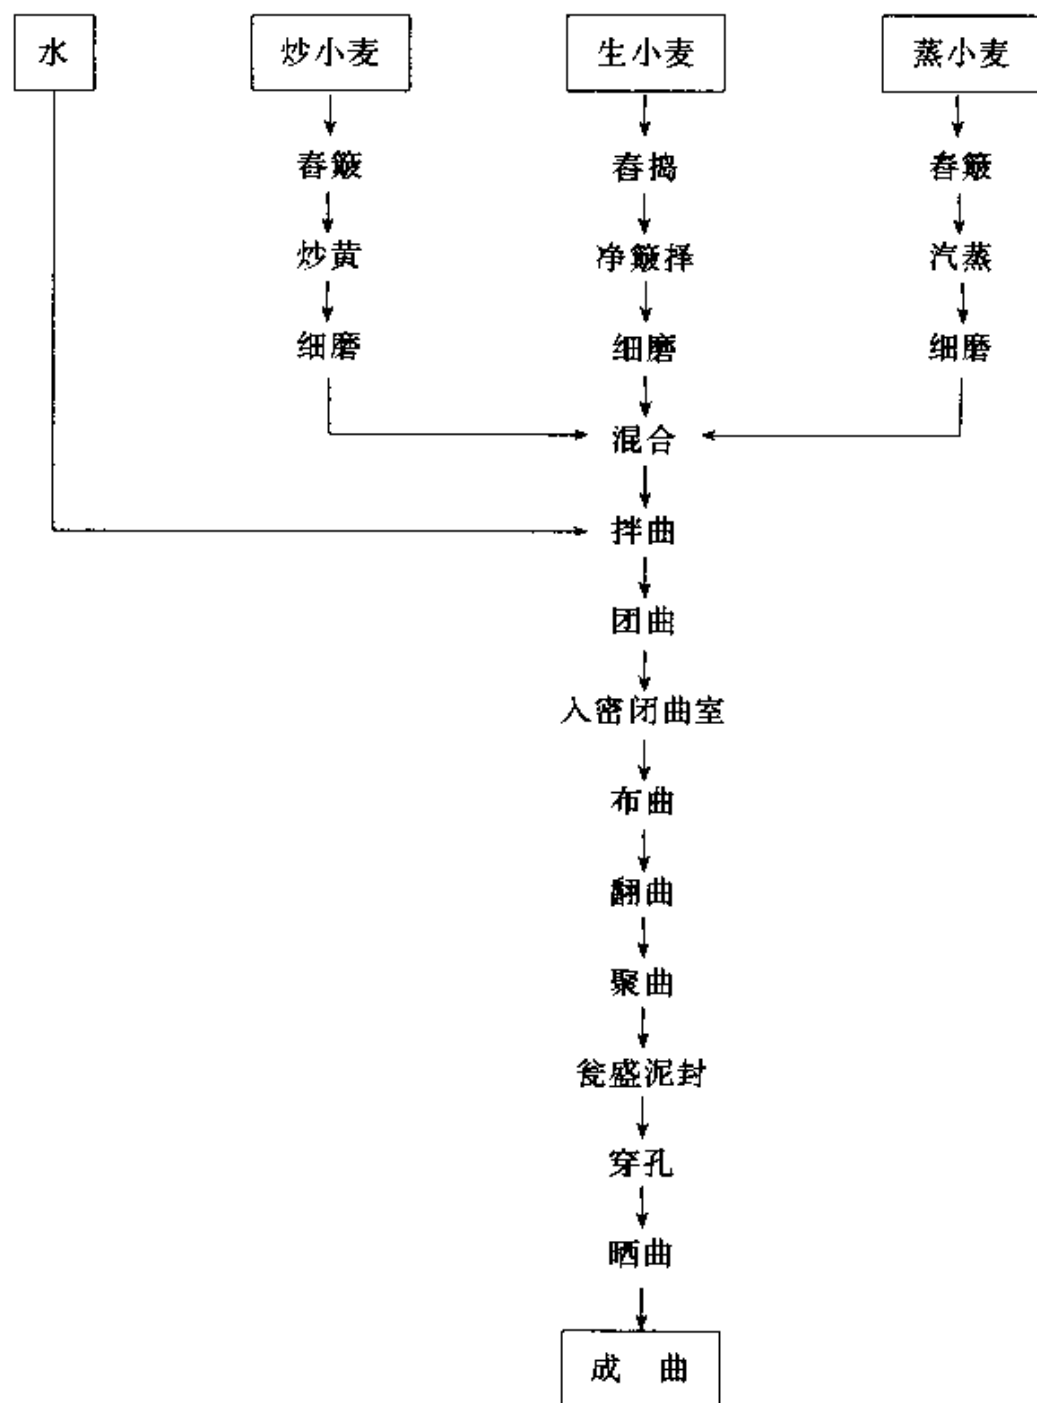 水 炒小麦 生小麦 蒸小麦
舂簸 舂捣 舂簸
炒黄 净簸择 汽蒸
细磨 细磨 细磨
混合
拌曲
团曲
入密闭曲室
布曲
翻曲
聚曲
瓮盛泥封
穿孔
晒曲
成 曲